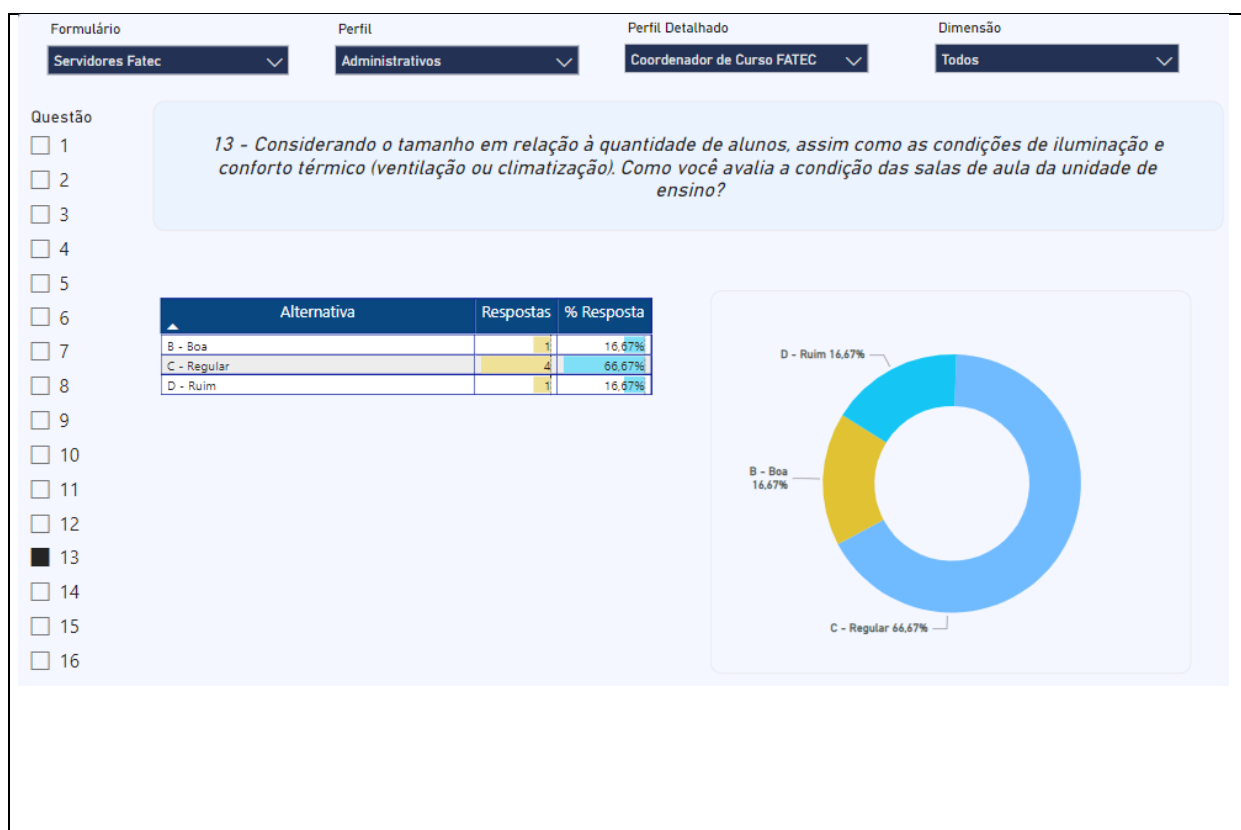 Formulário
Perfil
Perfil Detalhado
Dimensão
Servidores Fatec
Administrativos
Coordenador de Curso FATEC
Todos
Questão
1
2
3
4
5
6
7
8
9
10
11
12
13
14
15
16
13 - Considerando o tamanho em relação à quantidade de alunos, assim como as condições de iluminação e
conforto térmico (ventilação ou climatização). Como você avalia a condição das salas de aula da unidade de
ensino?
Alternativa Respostas % Resposta
B - Boa 1 16,67%
C - Regular 4 66,67%
D - Ruim 1 16,67%
D - Ruim 16,67%
B - Boa
16,67%
C - Regular 66,67%